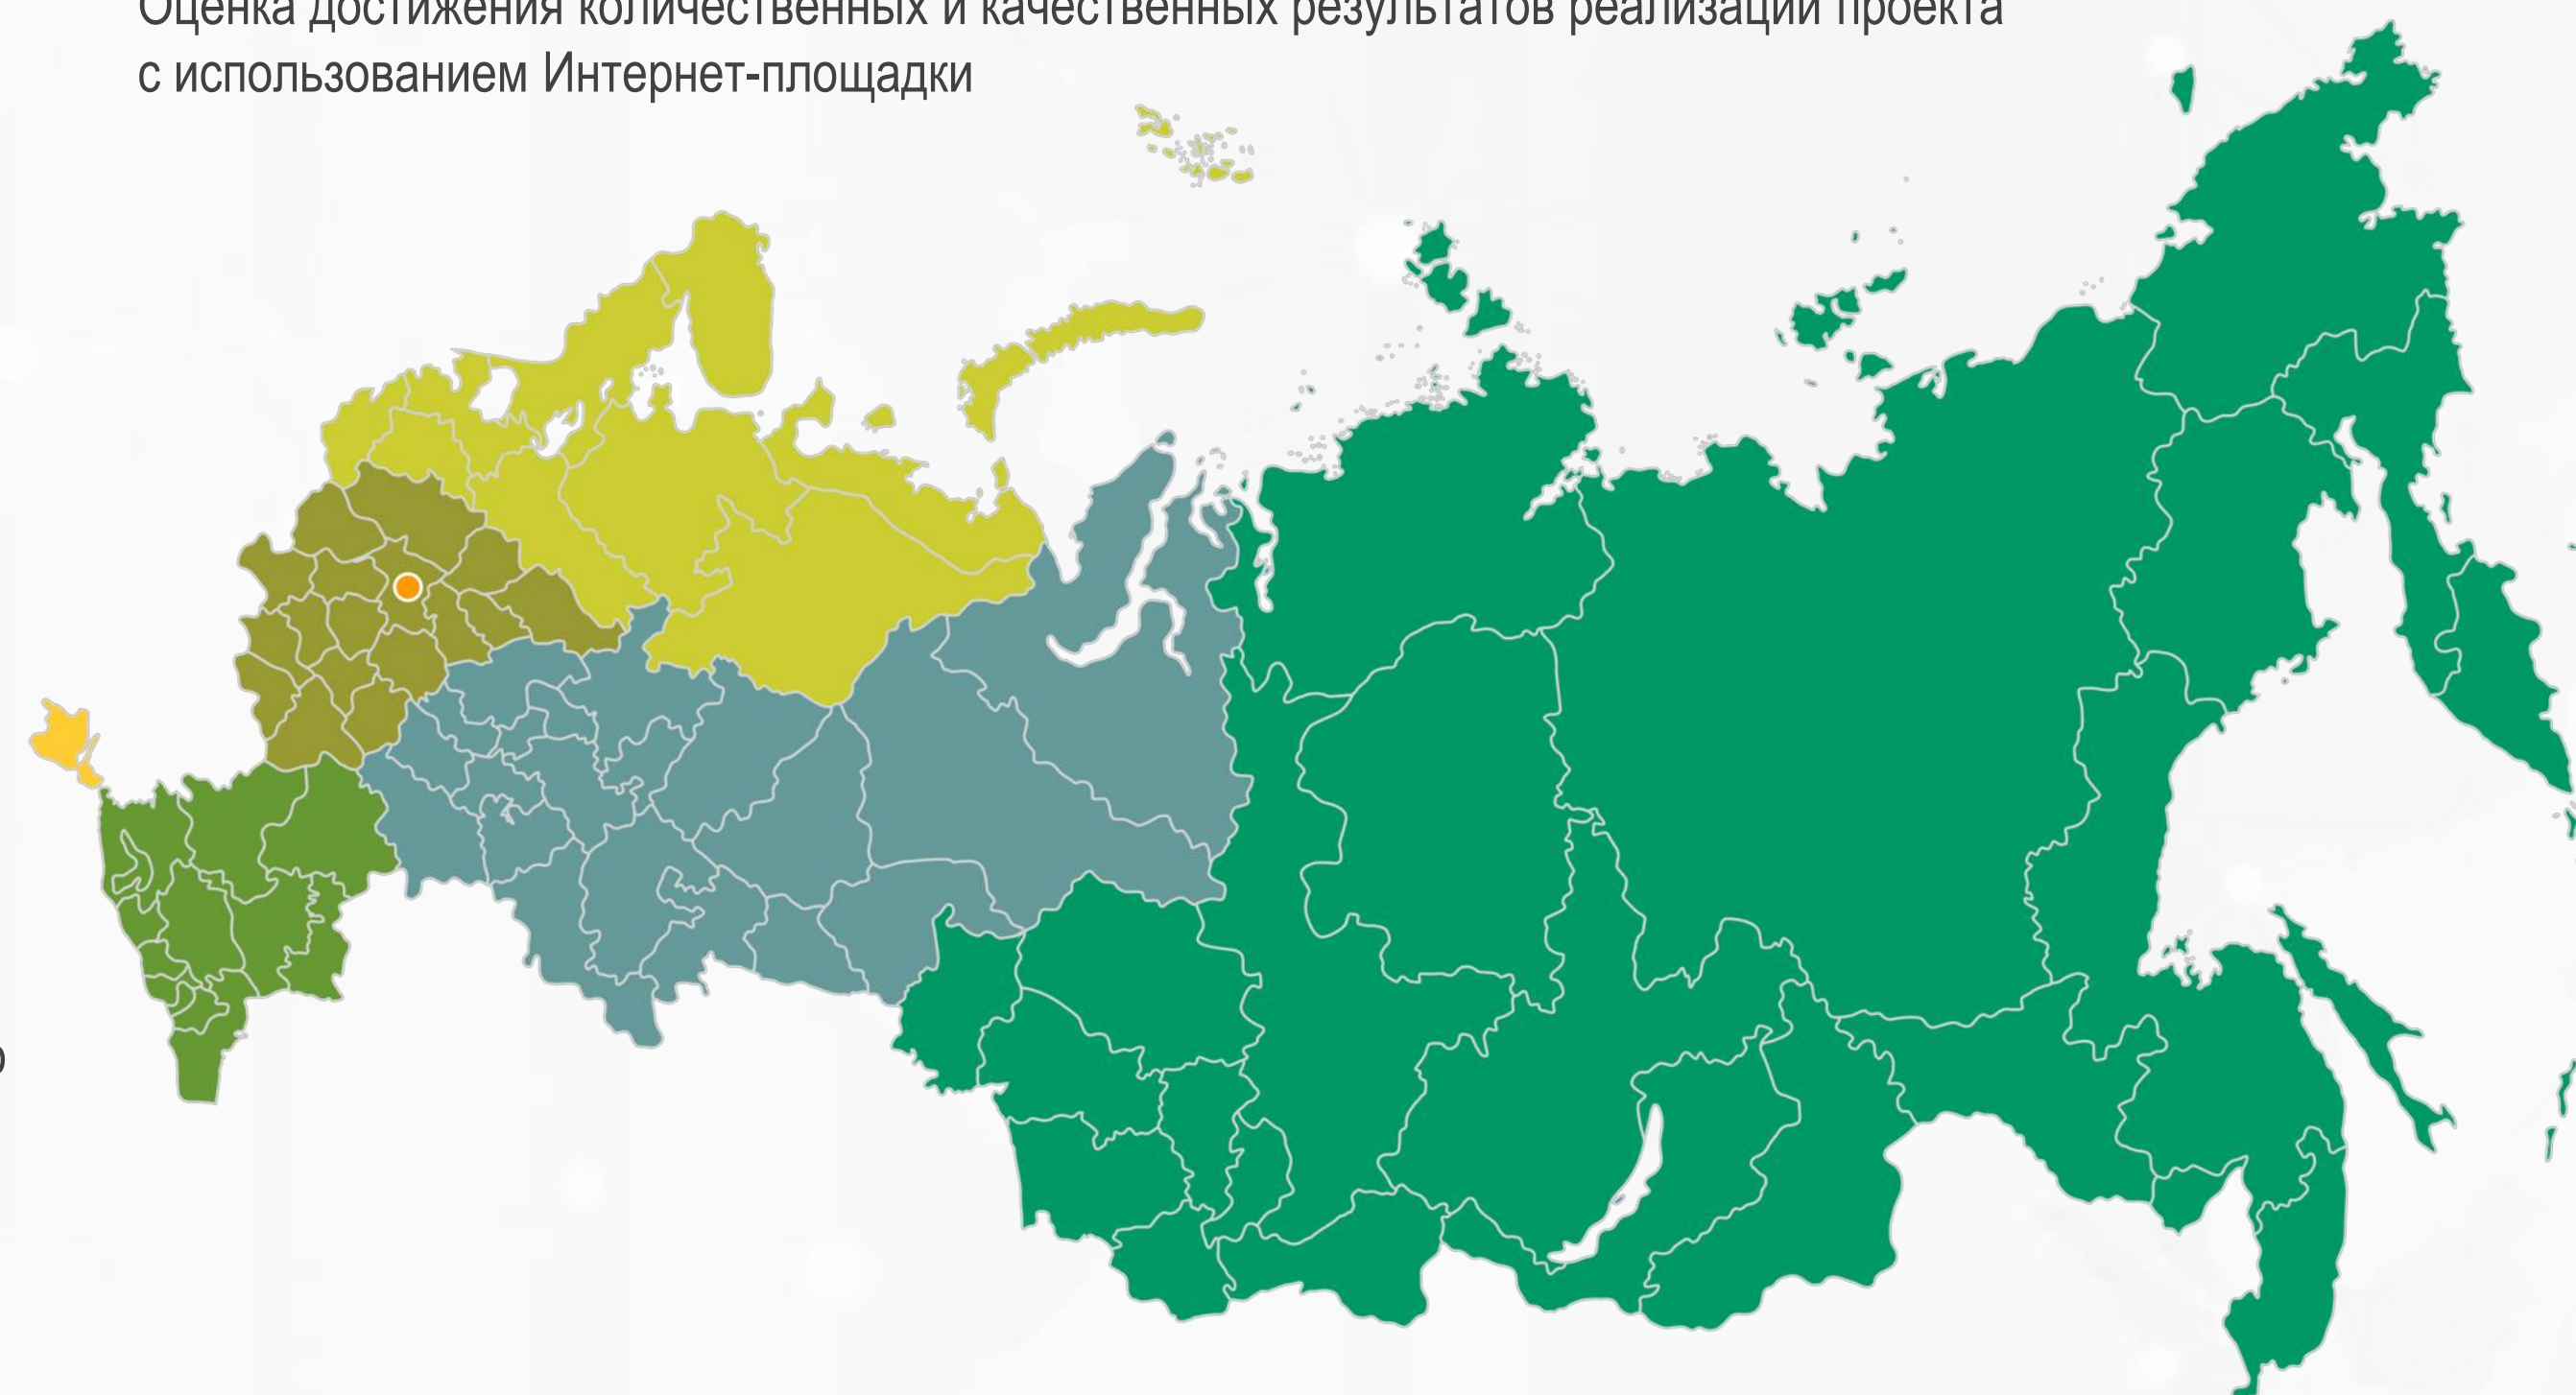 Оценка достижения количественных и качественных результатов реализации проекта
с использованием Интернет-площадки